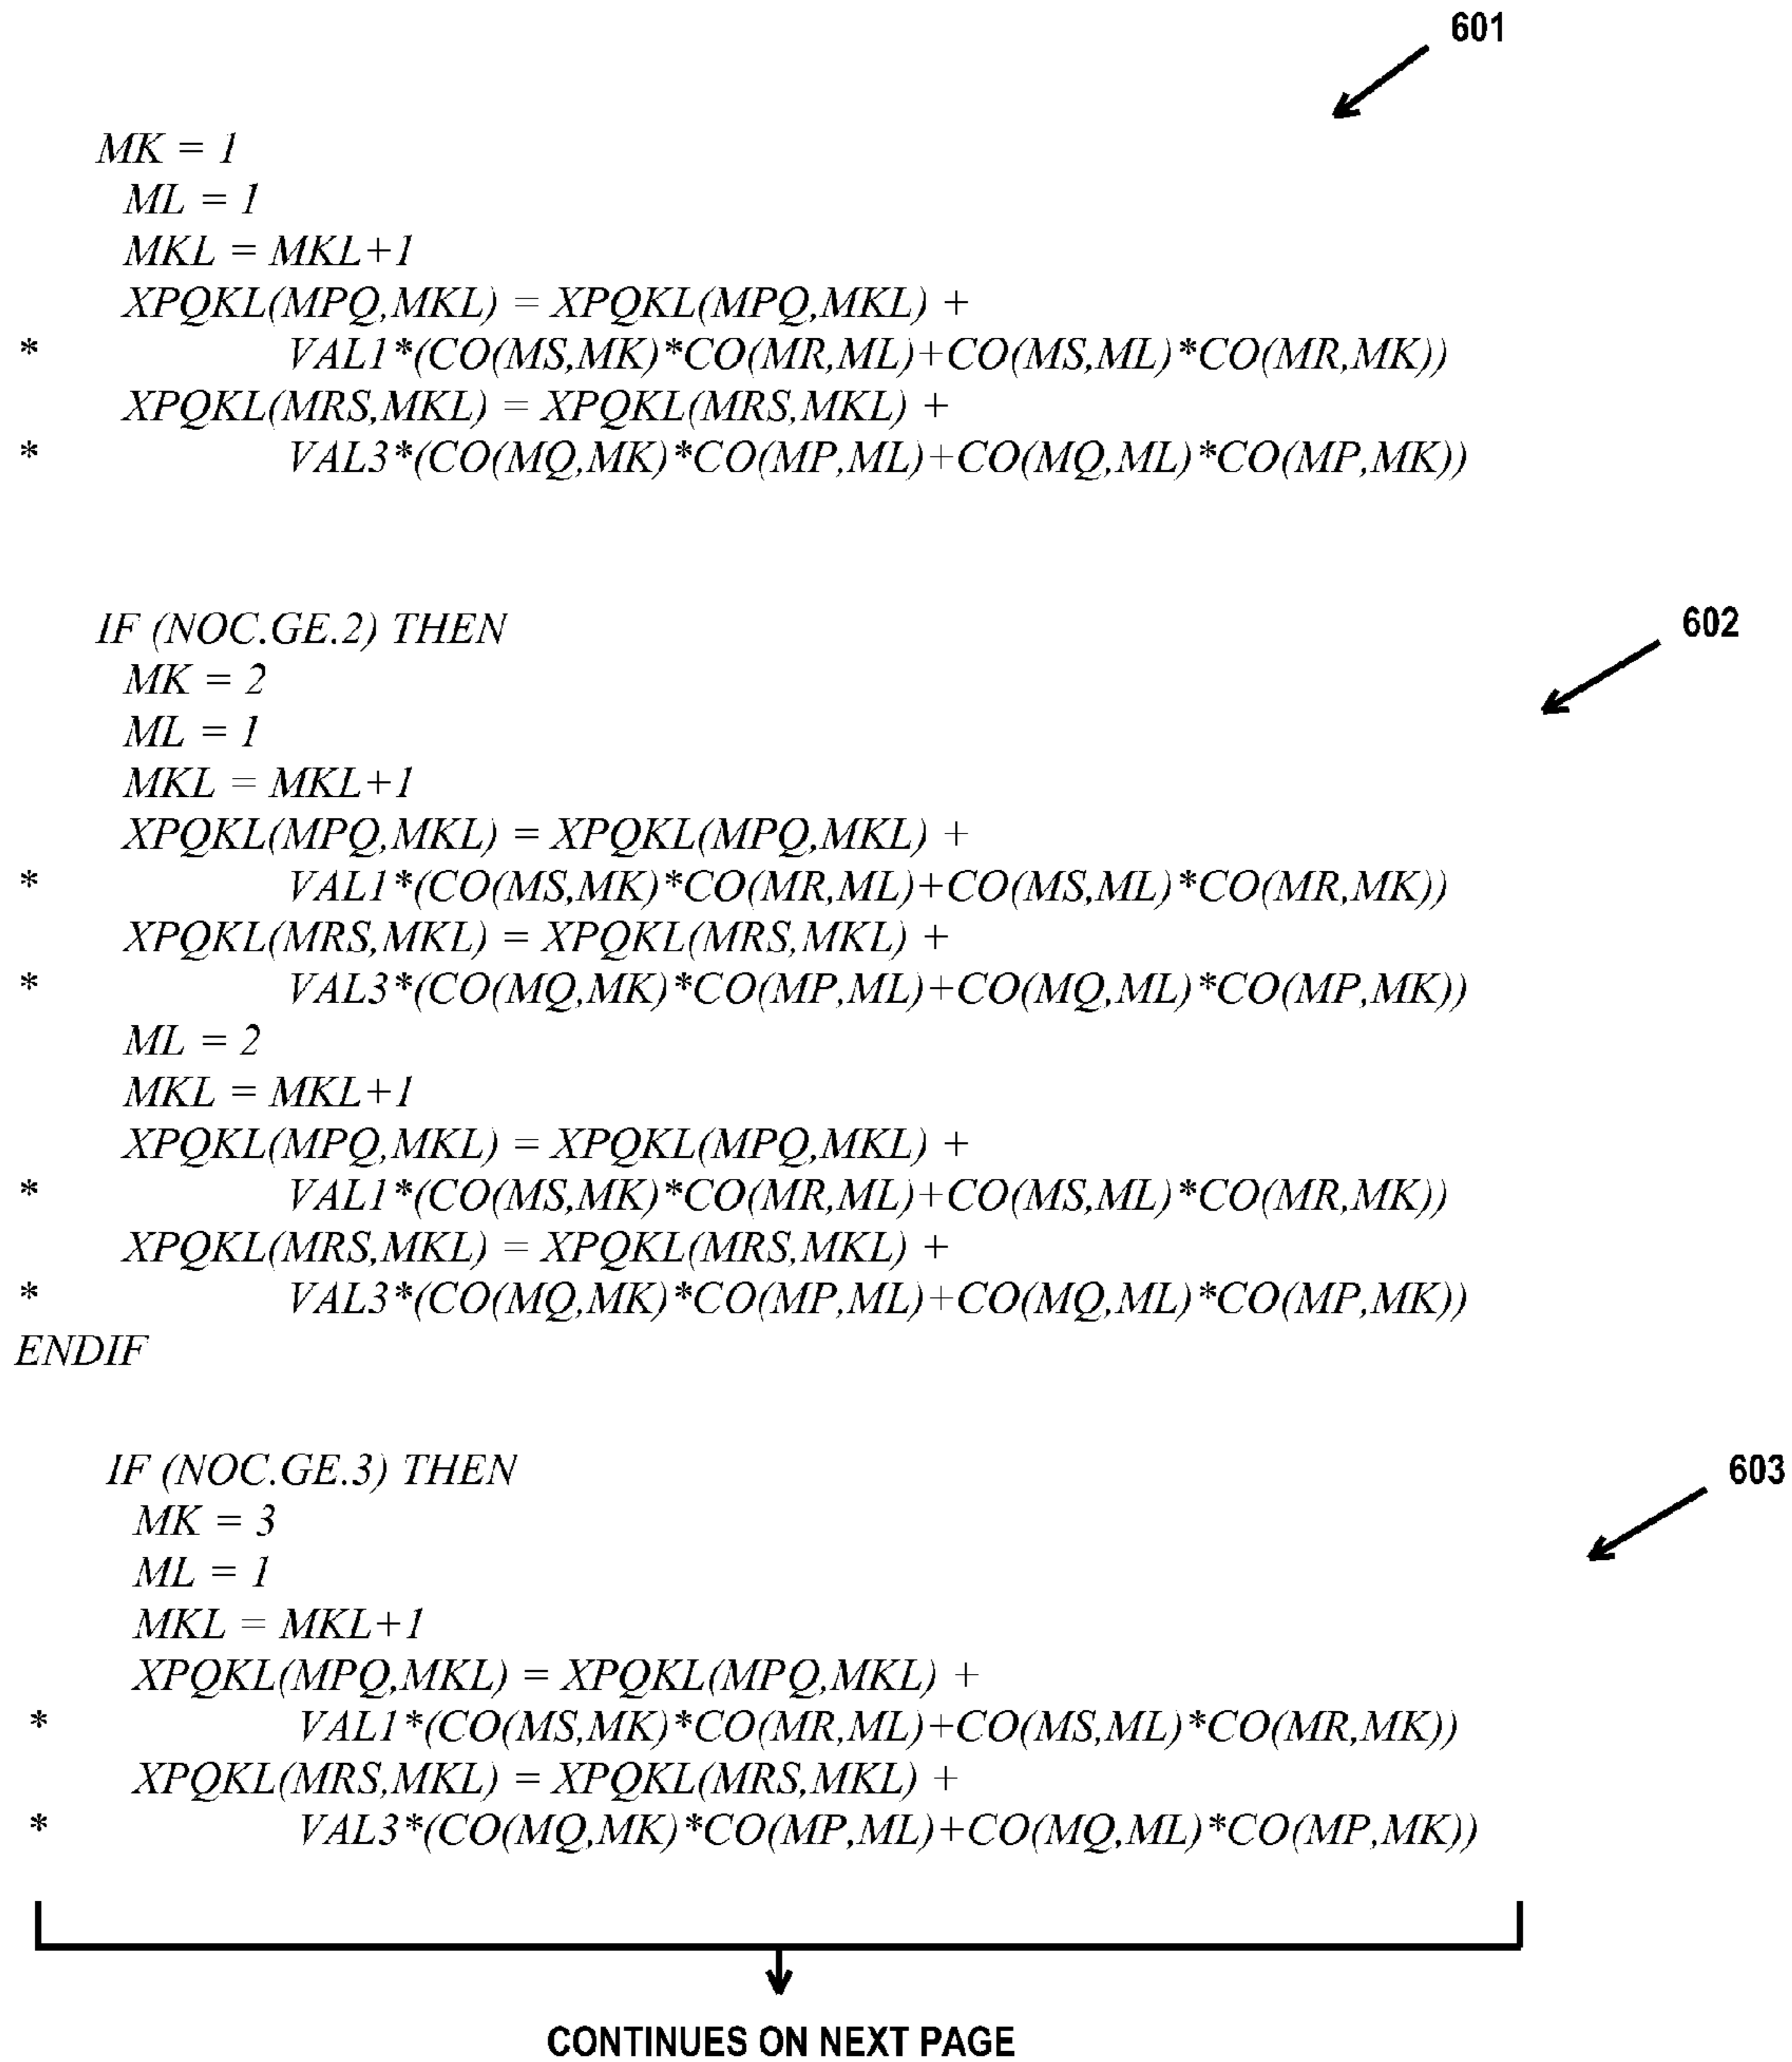 601
MK = 1
ML = 1
MKL = MKL+1
XPQKL(MPQ,MKL) = XPQKL(MPQ,MKL) +
* VAL1*(CO(MS,MK)*CO(MR,ML)+CO(MS,ML)*CO(MR,MK))
XPQKL(MRS,MKL) = XPQKL(MRS,MKL) +
* VAL3*(CO(MQ,MK)*CO(MP,ML)+CO(MQ,ML)*CO(MP,MK))
602
IF (NOC.GE.2) THEN
MK = 2
ML = 1
MKL = MKL+1
XPQKL(MPQ,MKL) = XPQKL(MPQ,MKL) +
* VAL1*(CO(MS,MK)*CO(MR,ML)+CO(MS,ML)*CO(MR,MK))
XPQKL(MRS,MKL) = XPQKL(MRS,MKL) +
* VAL3*(CO(MQ,MK)*CO(MP,ML)+CO(MQ,ML)*CO(MP,MK))
ML = 2
MKL = MKL+1
XPQKL(MPQ,MKL) = XPQKL(MPQ,MKL) +
* VAL1*(CO(MS,MK)*CO(MR,ML)+CO(MS,ML)*CO(MR,MK))
XPQKL(MRS,MKL) = XPQKL(MRS,MKL) +
* VAL3*(CO(MQ,MK)*CO(MP,ML)+CO(MQ,ML)*CO(MP,MK))
ENDIF
603
IF (NOC.GE.3) THEN
MK = 3
ML = 1
MKL = MKL+1
XPQKL(MPQ,MKL) = XPQKL(MPQ,MKL) +
* VAL1*(CO(MS,MK)*CO(MR,ML)+CO(MS,ML)*CO(MR,MK))
XPQKL(MRS,MKL) = XPQKL(MRS,MKL) +
* VAL3*(CO(MQ,MK)*CO(MP,ML)+CO(MQ,ML)*CO(MP,MK))
CONTINUES ON NEXT PAGE